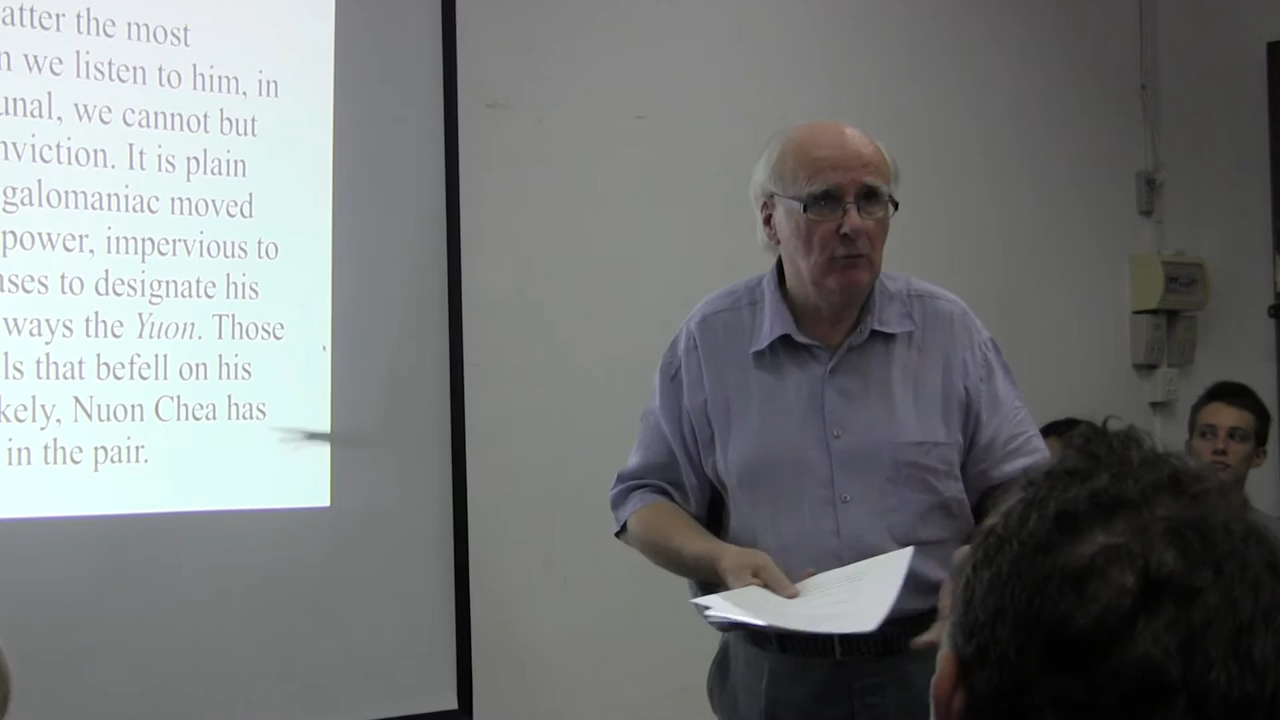 atter the most
n we listen to him, in
unal, we cannot but
nviction. It is plain
galomaniac moved
power, impervious to
ases to designate his
ways the Yuon. Those
ls that befell on his
kely, Nuon Chea has
in the pair.